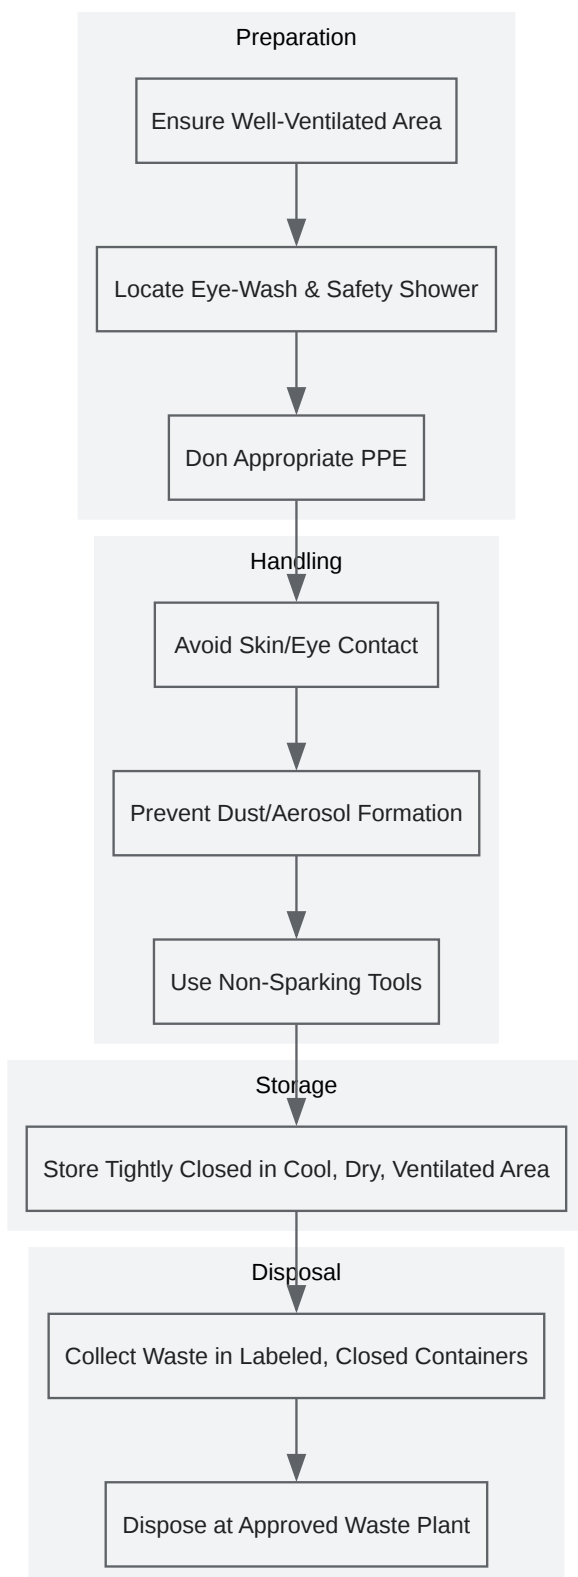 Preparation
Ensure Well-Ventilated Area
Locate Eye-Wash & Safety Shower
Don Appropriate PPE
Handling
Avoid Skin/Eye Contact
Prevent Dust/Aerosol Formation
Use Non-Sparking Tools
Storage
Store Tightly Closed in Cool, Dry, Ventilated Area
Disposal
Collect Waste in Labeled, Closed Containers
Dispose at Approved Waste Plant